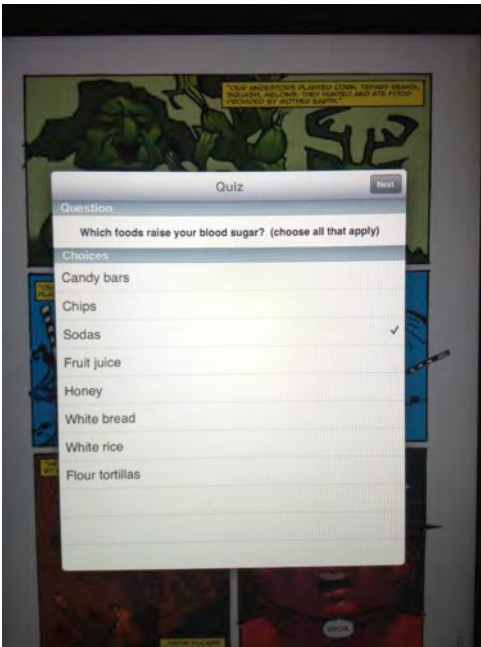 "OUR ANCESTORS PLANTED CORN, TEPARY BEANS,
SQUASH, MELONS. THEY HUNTED AND ATE FOOD
PROVIDED BY MOTHER EARTH."
Quiz
Next
Question
Which foods raise your blood sugar? (choose all that apply)
Choices
Candy bars
Chips
Sodas
Fruit juice
Honey
White bread
White rice
Flour tortillas